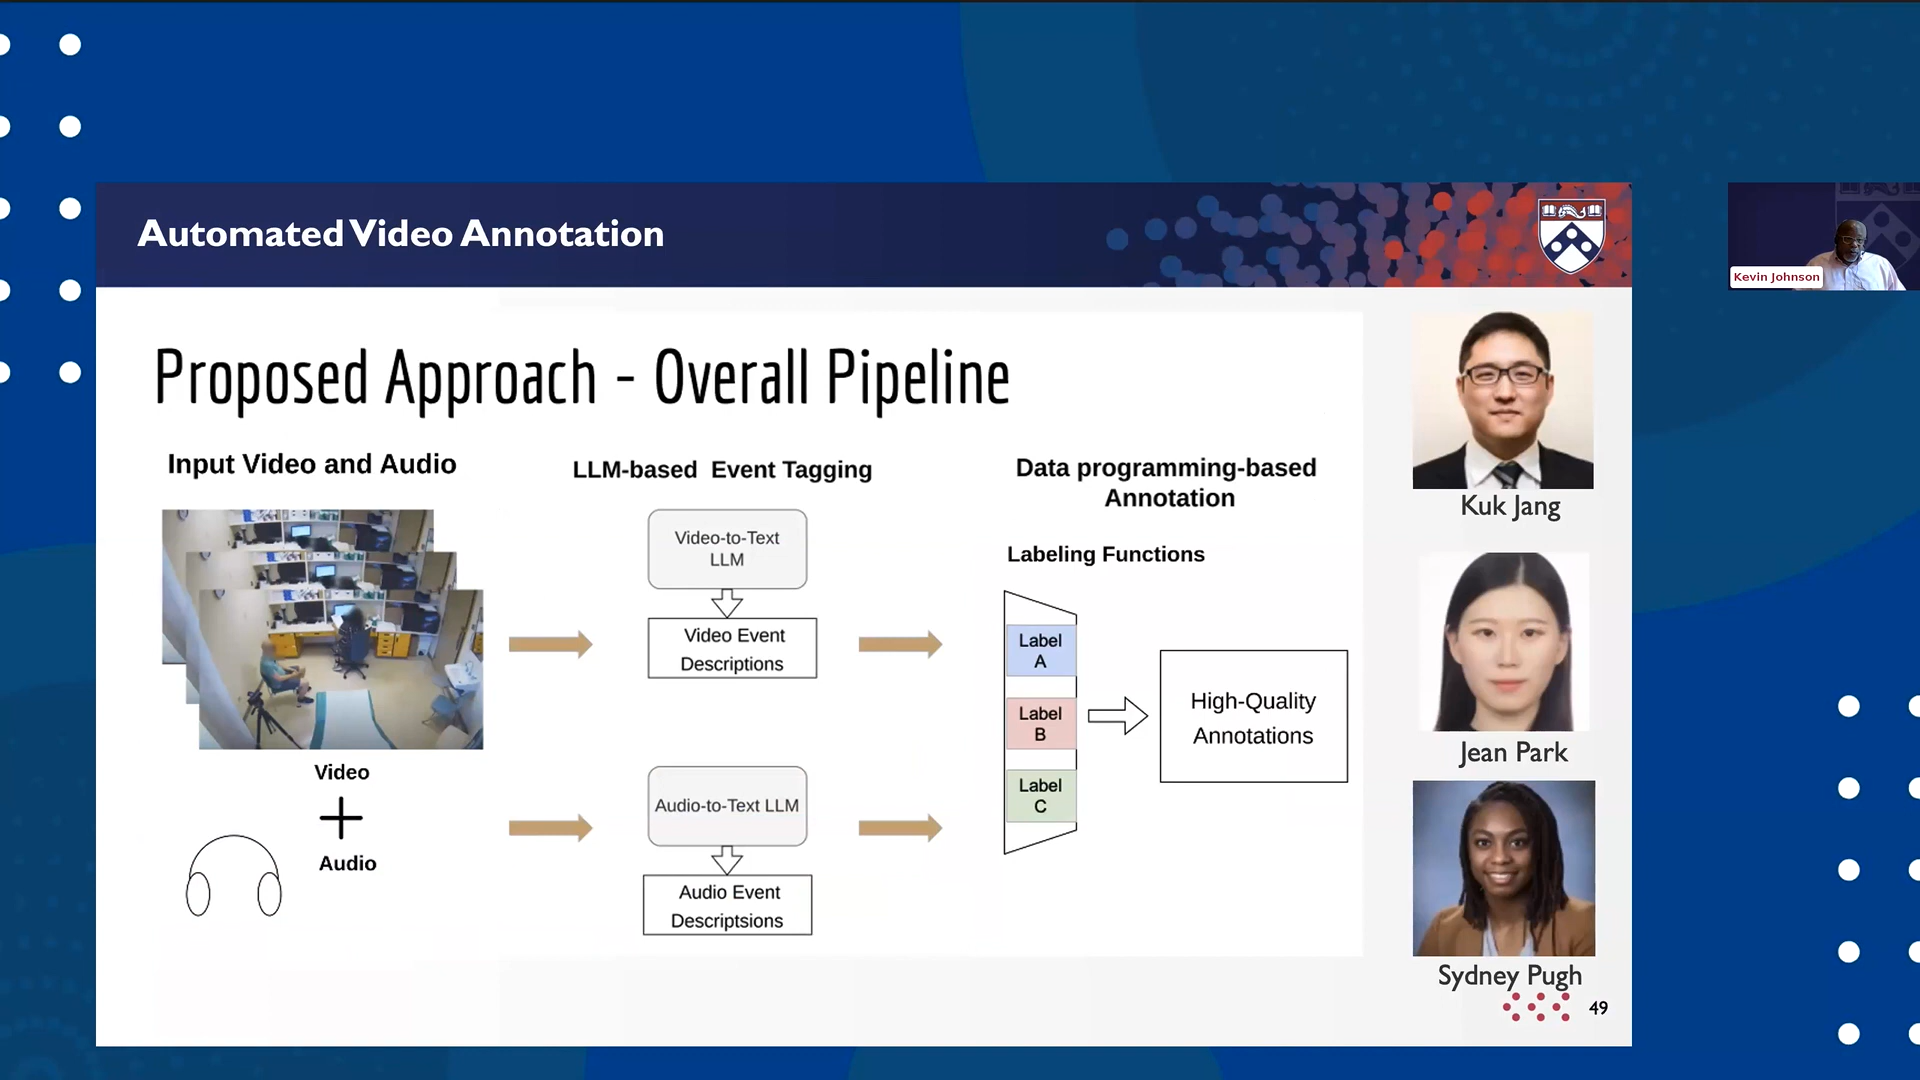 Automated Video Annotation
Kevin Johnson
Proposed Approach - Overall Pipeline
Input Video and Audio
Video
Audio
LLM-based Event Tagging
Video-to-Text
LLM
Video Event
Descriptions
Audio-to-Text LLM
Audio Event
Descriptsions
Data programming-based
Annotation
Labeling Functions
Label
A
Label
B
Label
C
High-Quality
Annotations
Kuk Jang
Jean Park
Sydney Pugh
49